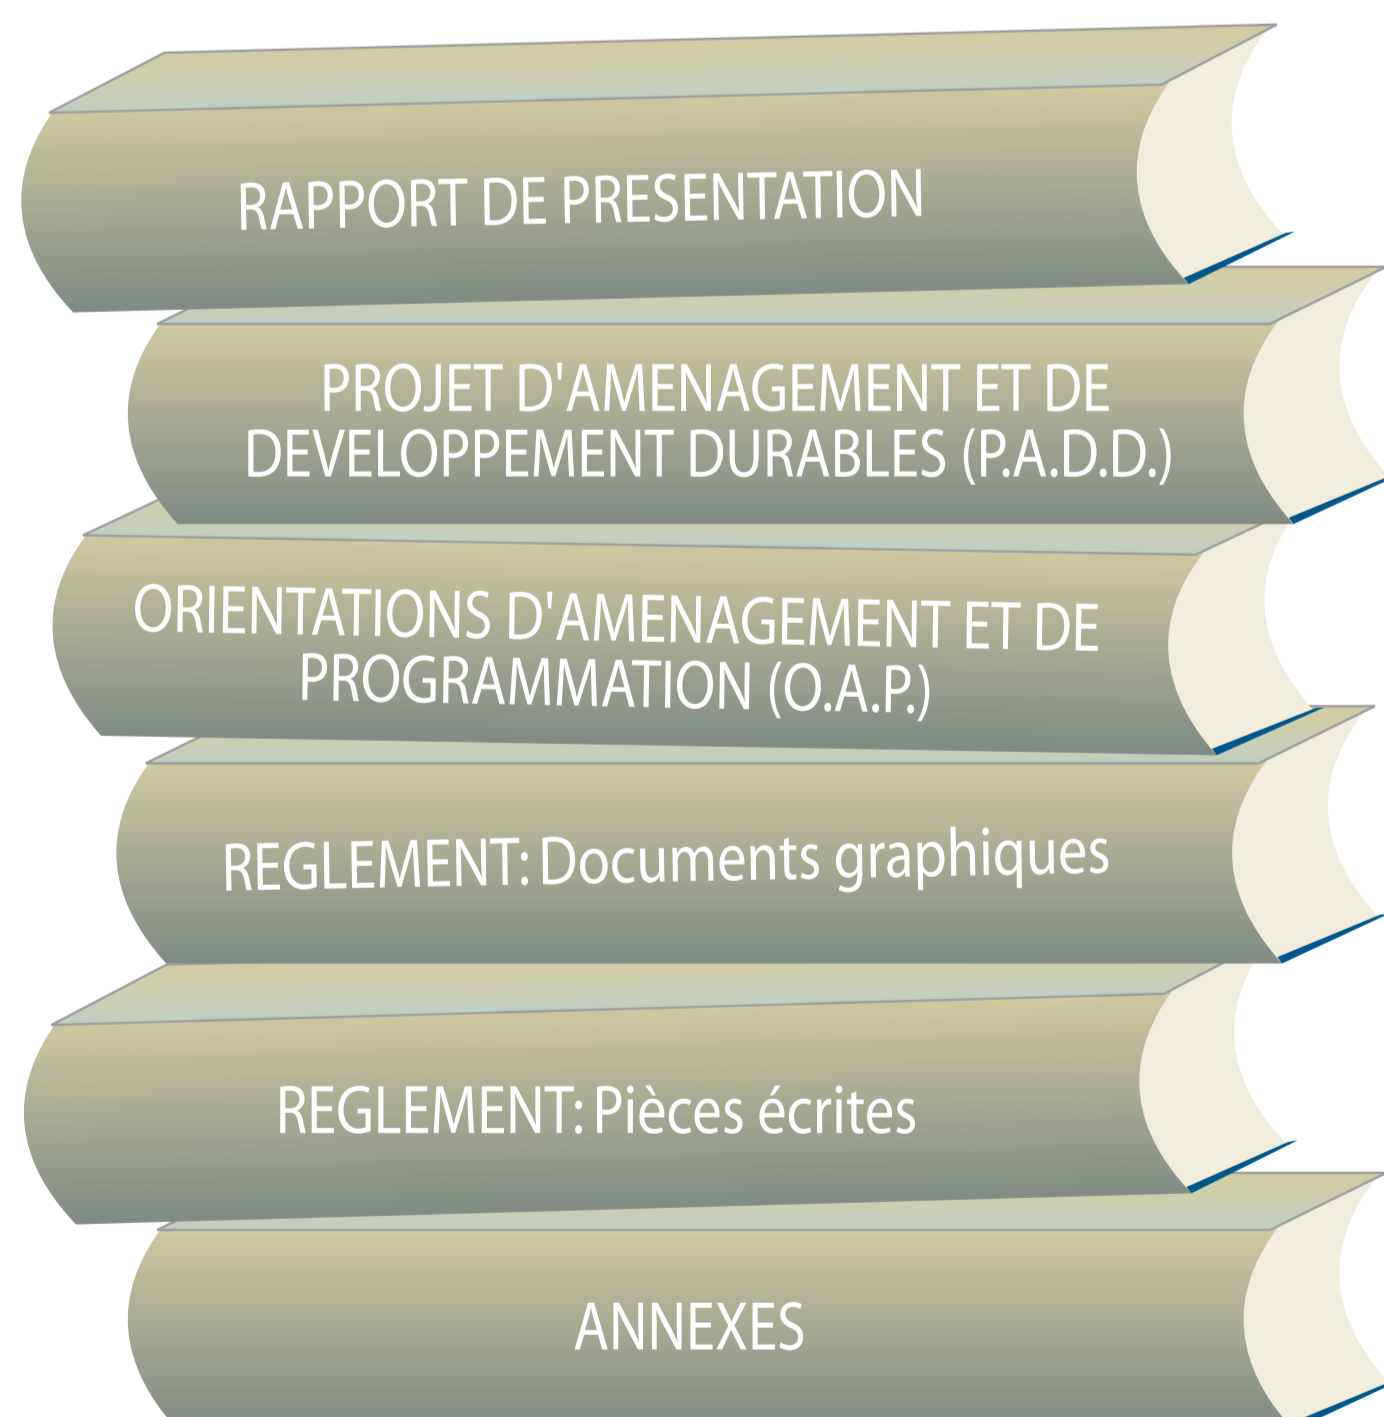 RAPPORT DE PRESENTATION
PROJET D'AMENAGEMENT ET DE
DEVELOPPEMENT DURABLES (P.A.D.D.)
ORIENTATIONS D'AMENAGEMENT ET DE
PROGRAMMATION (O.A.P.)
REGLEMENT: Documents graphiques
REGLEMENT: Pièces écrites
ANNEXES